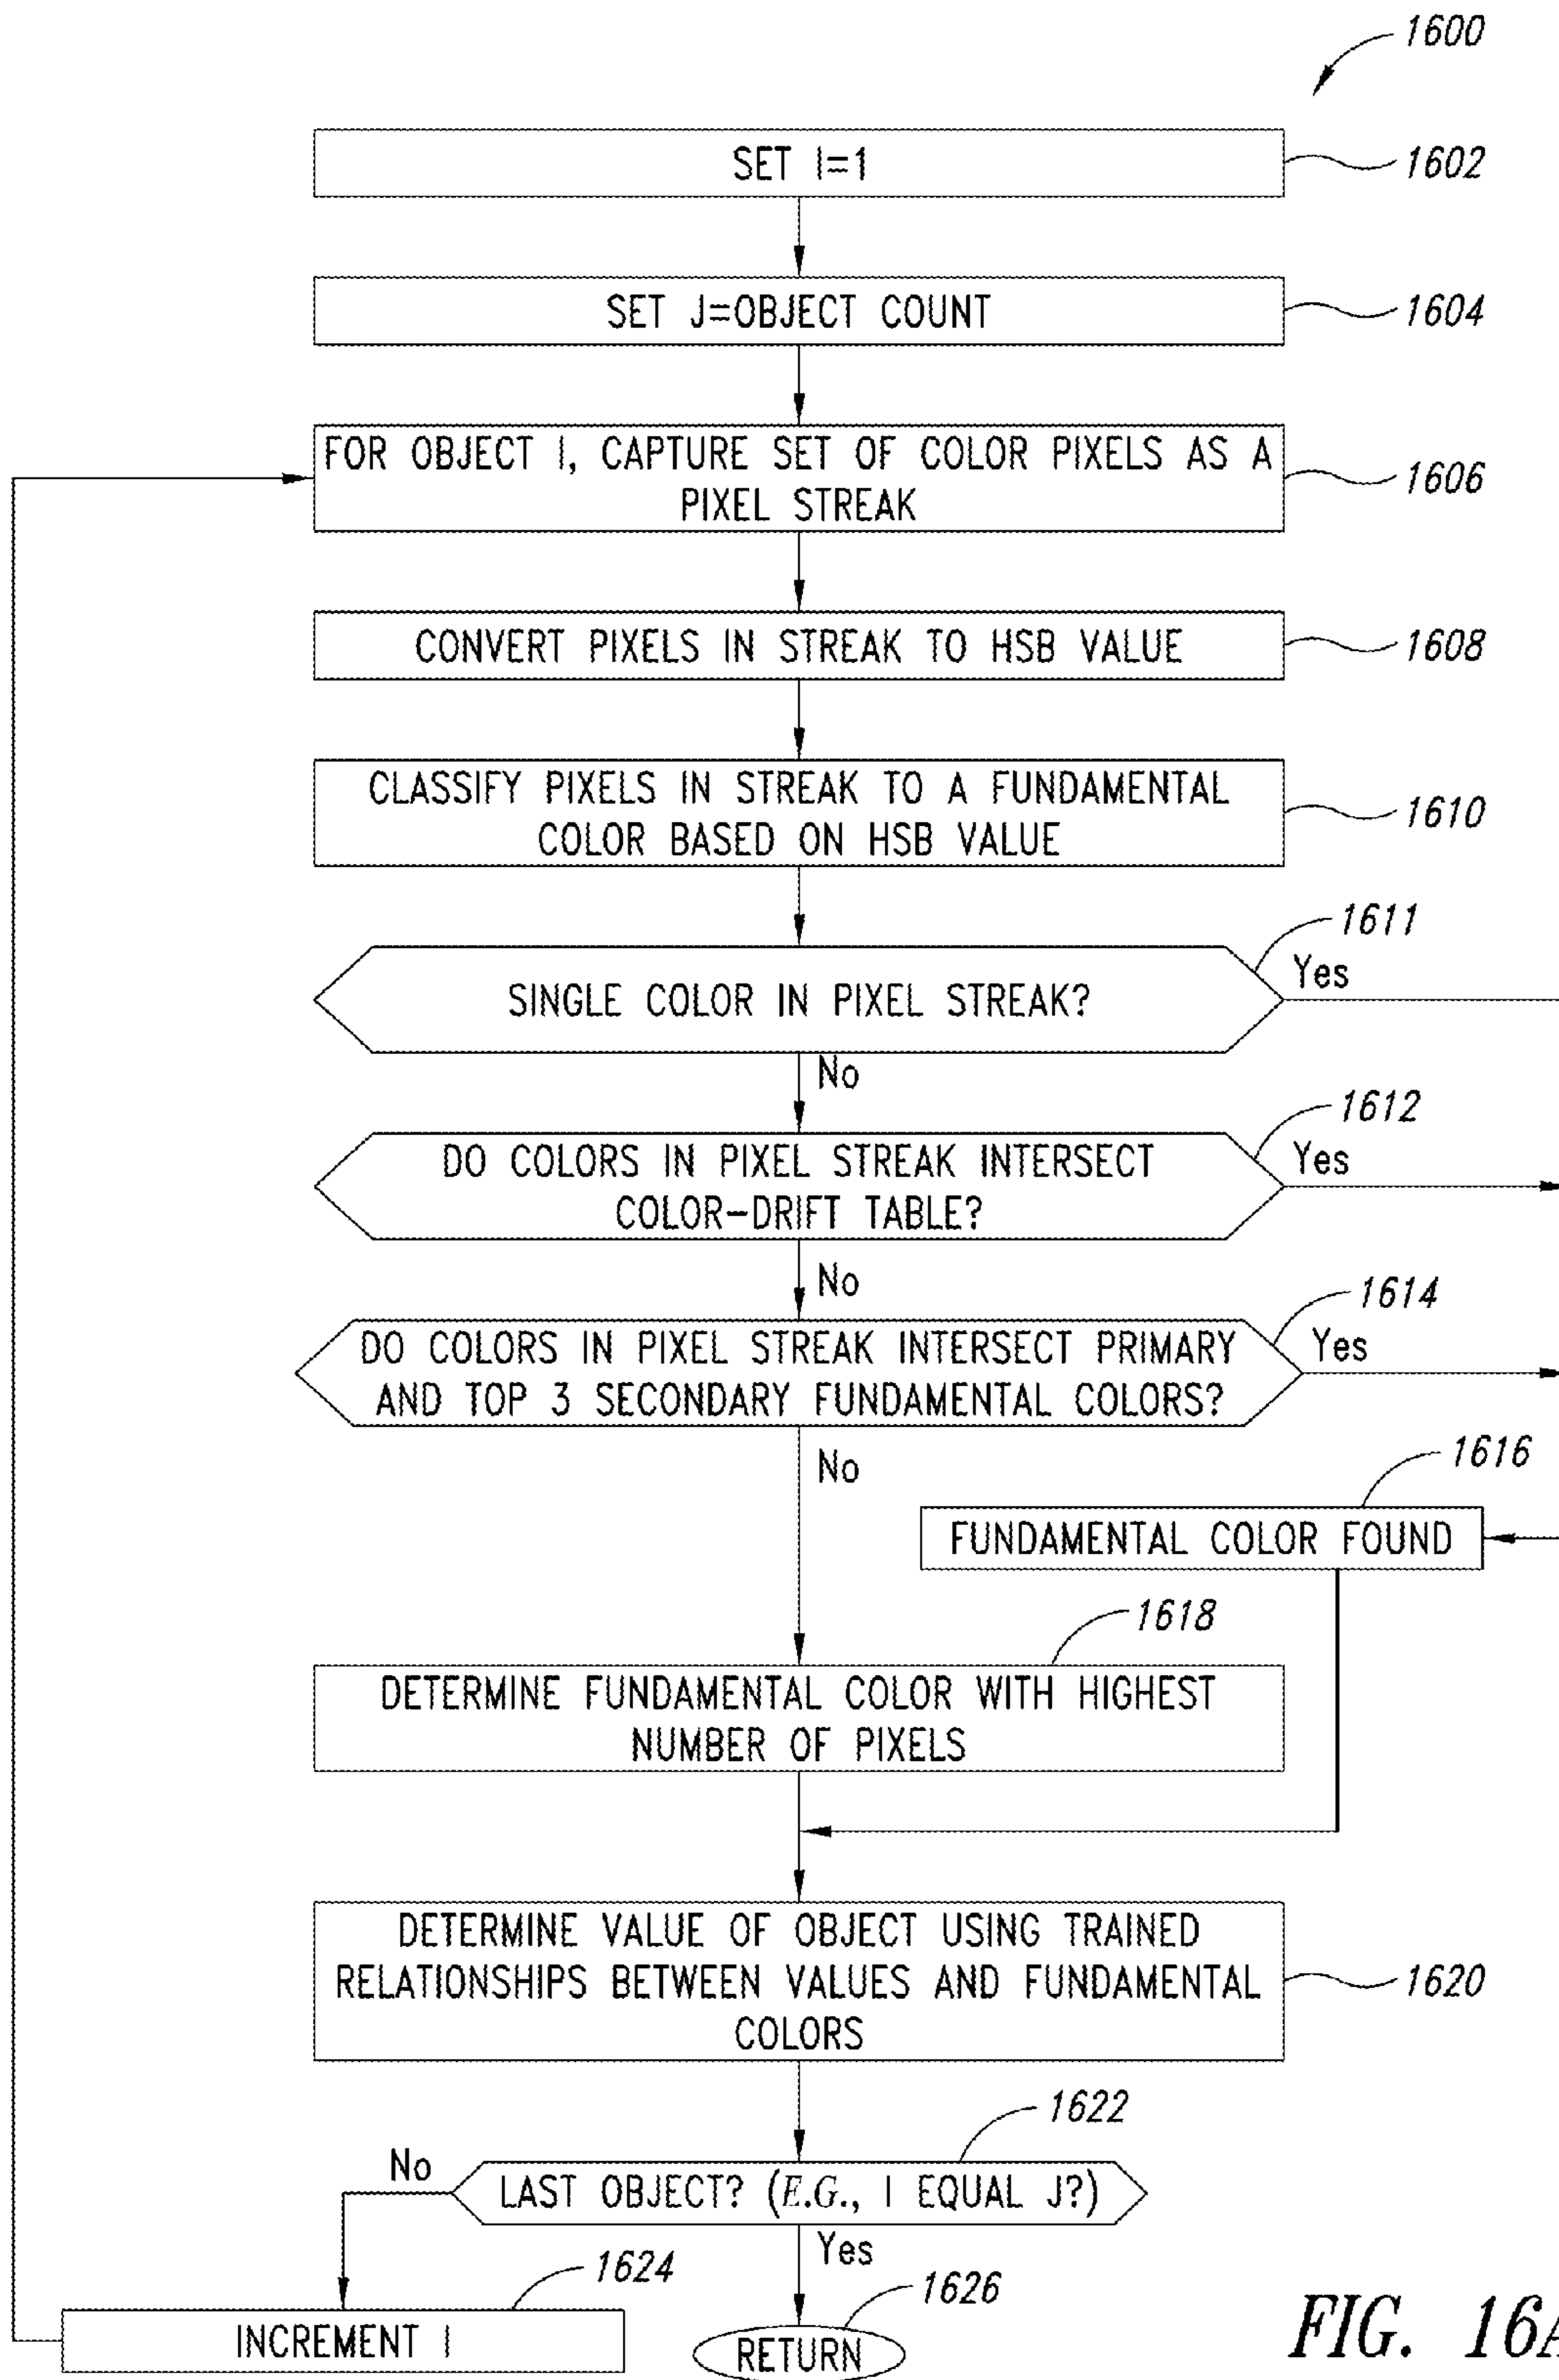 1600
SET I=1
1602
SET J=OBJECT COUNT
1604
FOR OBJECT I, CAPTURE SET OF COLOR PIXELS AS A
PIXEL STREAK
1606
CONVERT PIXELS IN STREAK TO HSB VALUE
1608
CLASSIFY PIXELS IN STREAK TO A FUNDAMENTAL
COLOR BASED ON HSB VALUE
1610
1611
SINGLE COLOR IN PIXEL STREAK?
Yes
No
1612
DO COLORS IN PIXEL STREAK INTERSECT
COLOR-DRIFT TABLE?
Yes
No
1614
DO COLORS IN PIXEL STREAK INTERSECT PRIMARY
AND TOP 3 SECONDARY FUNDAMENTAL COLORS?
Yes
No
1616
FUNDAMENTAL COLOR FOUND
1618
DETERMINE FUNDAMENTAL COLOR WITH HIGHEST
NUMBER OF PIXELS
DETERMINE VALUE OF OBJECT USING TRAINED
RELATIONSHIPS BETWEEN VALUES AND FUNDAMENTAL
COLORS
1620
1622
LAST OBJECT? (E.G., I EQUAL J?)
No
Yes
1624
INCREMENT I
1626
RETURN
FIG. 16A